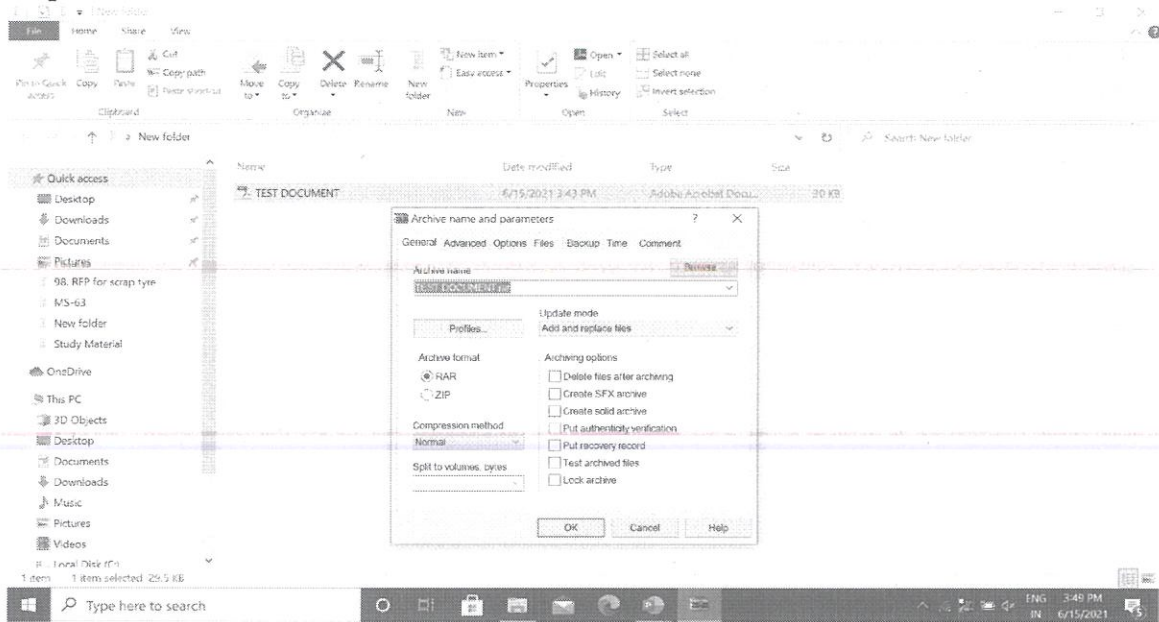 New folder
File Home Share View
Pin to Quick access Copy Paste Cut Copy path Paste shortcut
Move to Copy to Delete Rename New folder New item Easy access
Properties Open Edit History Select all Select none Invert selection
Clipboard Organize New Open Select
New folder Search New folder
Name Date modified Type Size
TEST DOCUMENT 6/15/2021 3:43 PM Adobe Acrobat Docu... 30 KB
Quick access
Desktop
Downloads
Documents
Pictures
98. RFP for scrap tyre
MS-63
New folder
Study Material
OneDrive
This PC
3D Objects
Desktop
Documents
Downloads
Music
Pictures
Videos
Local Disk (C:)
1 item 1 item selected 29.5 KB
Archive name and parameters ? X
General Advanced Options Files Backup Time Comment
Archive name Browse...
TEST DOCUMENT.rar
Update mode
Profiles... Add and replace files
Archive format
RAR
ZIP
Compression method
Normal
Split to volumes, bytes
Archiving options
Delete files after archiving
Create SFX archive
Create solid archive
Put authenticity verification
Put recovery record
Test archived files
Lock archive
OK Cancel Help
Type here to search
ENG 3:49 PM
IN 6/15/2021